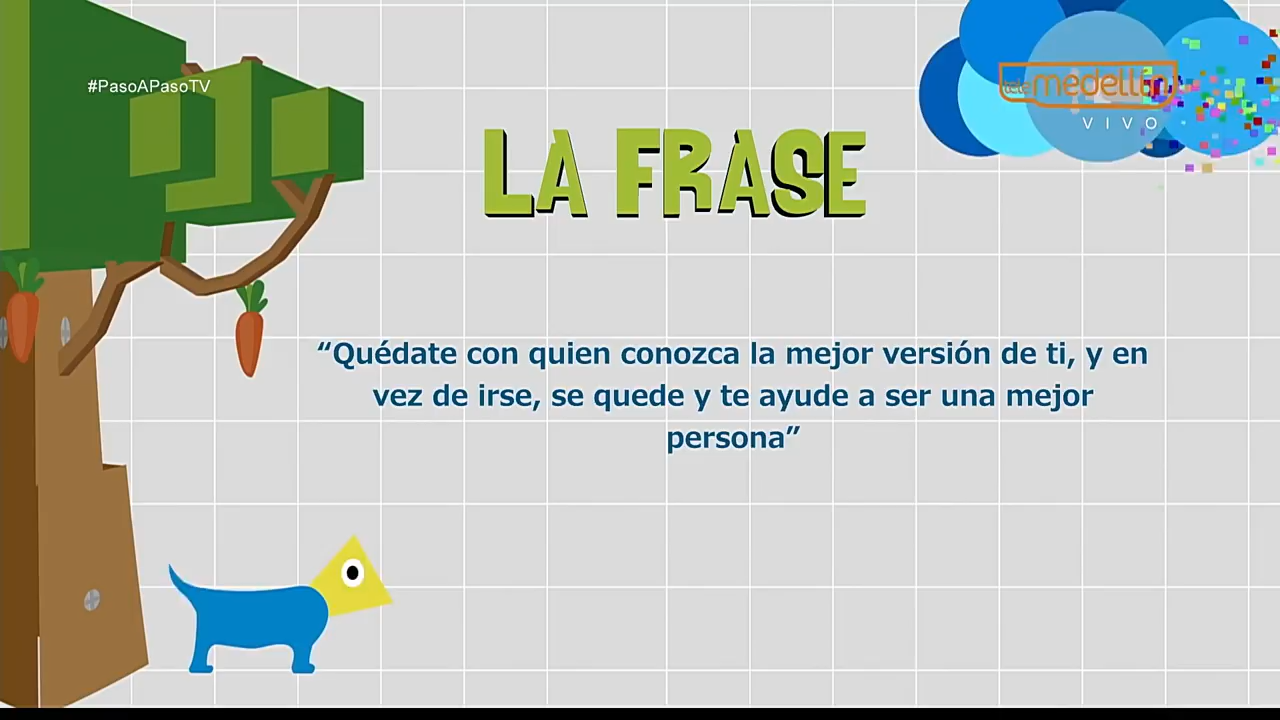 #PasoAPasoTV
telemedellín
VIVO
LA FRASE
“Quédate con quien conozca la mejor versión de ti, y en
vez de irse, se quede y te ayude a ser una mejor
persona”